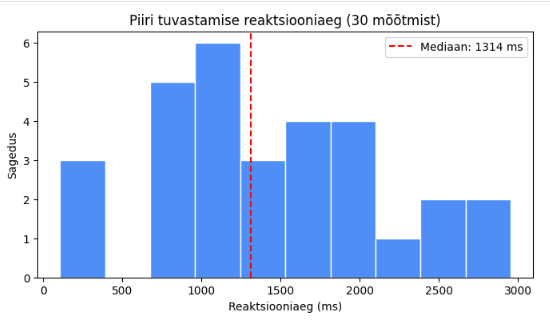 Piiri tuvastamise reaktsiooniaeg (30 mõõtmist)
Mediaan: 1314 ms
Sagedus
6
5
4
3
2
1
0
0 500 1000 1500 2000 2500 3000
Reaktsiooniaeg (ms)